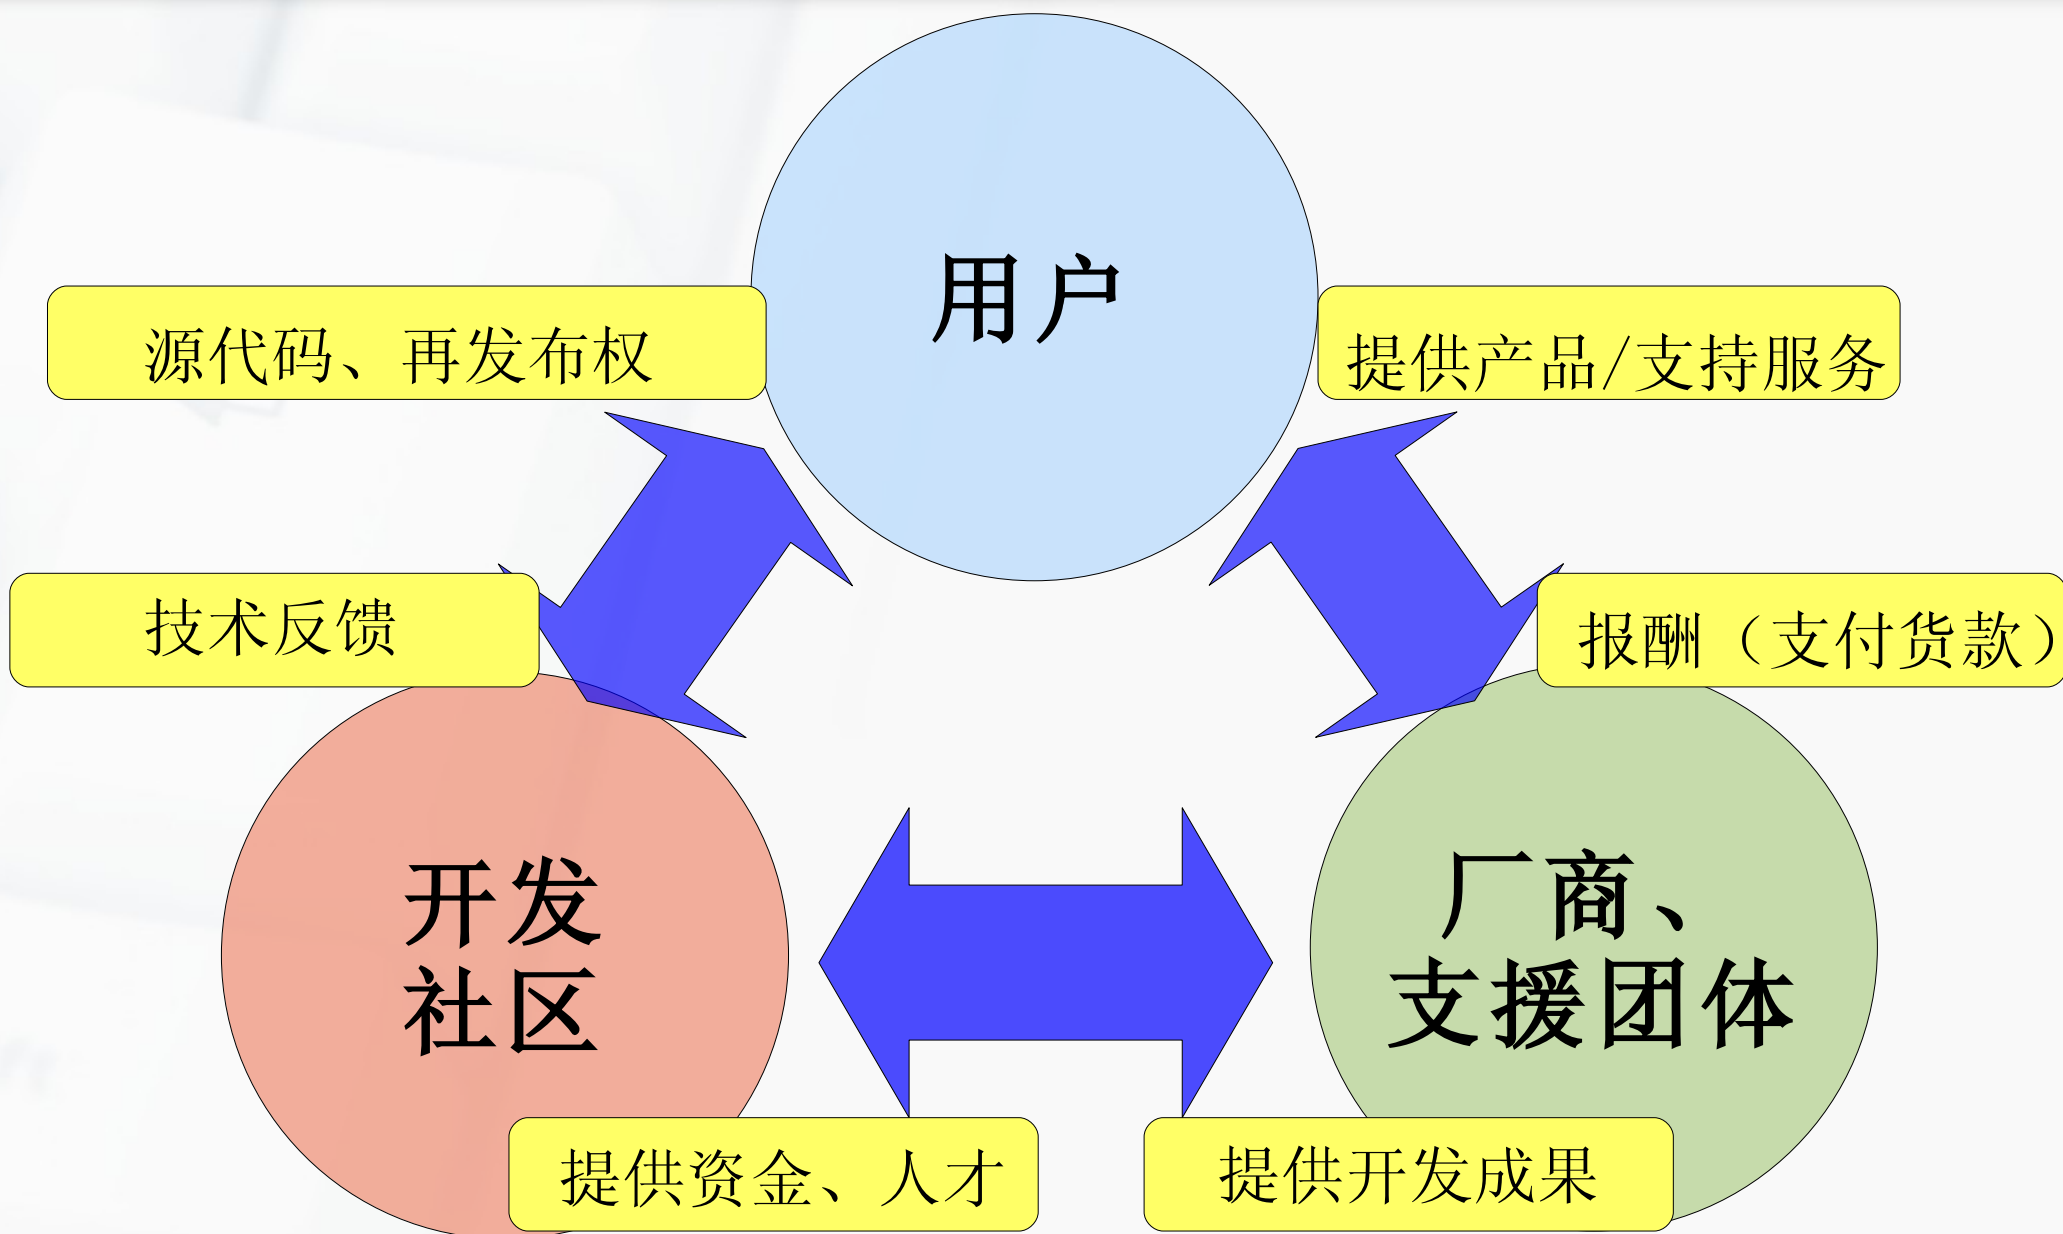 用户
源代码、再发布权
提供产品/支持服务
技术反馈
报酬（支付货款）
开发
社区
厂商、
支援团体
提供资金、人才
提供开发成果